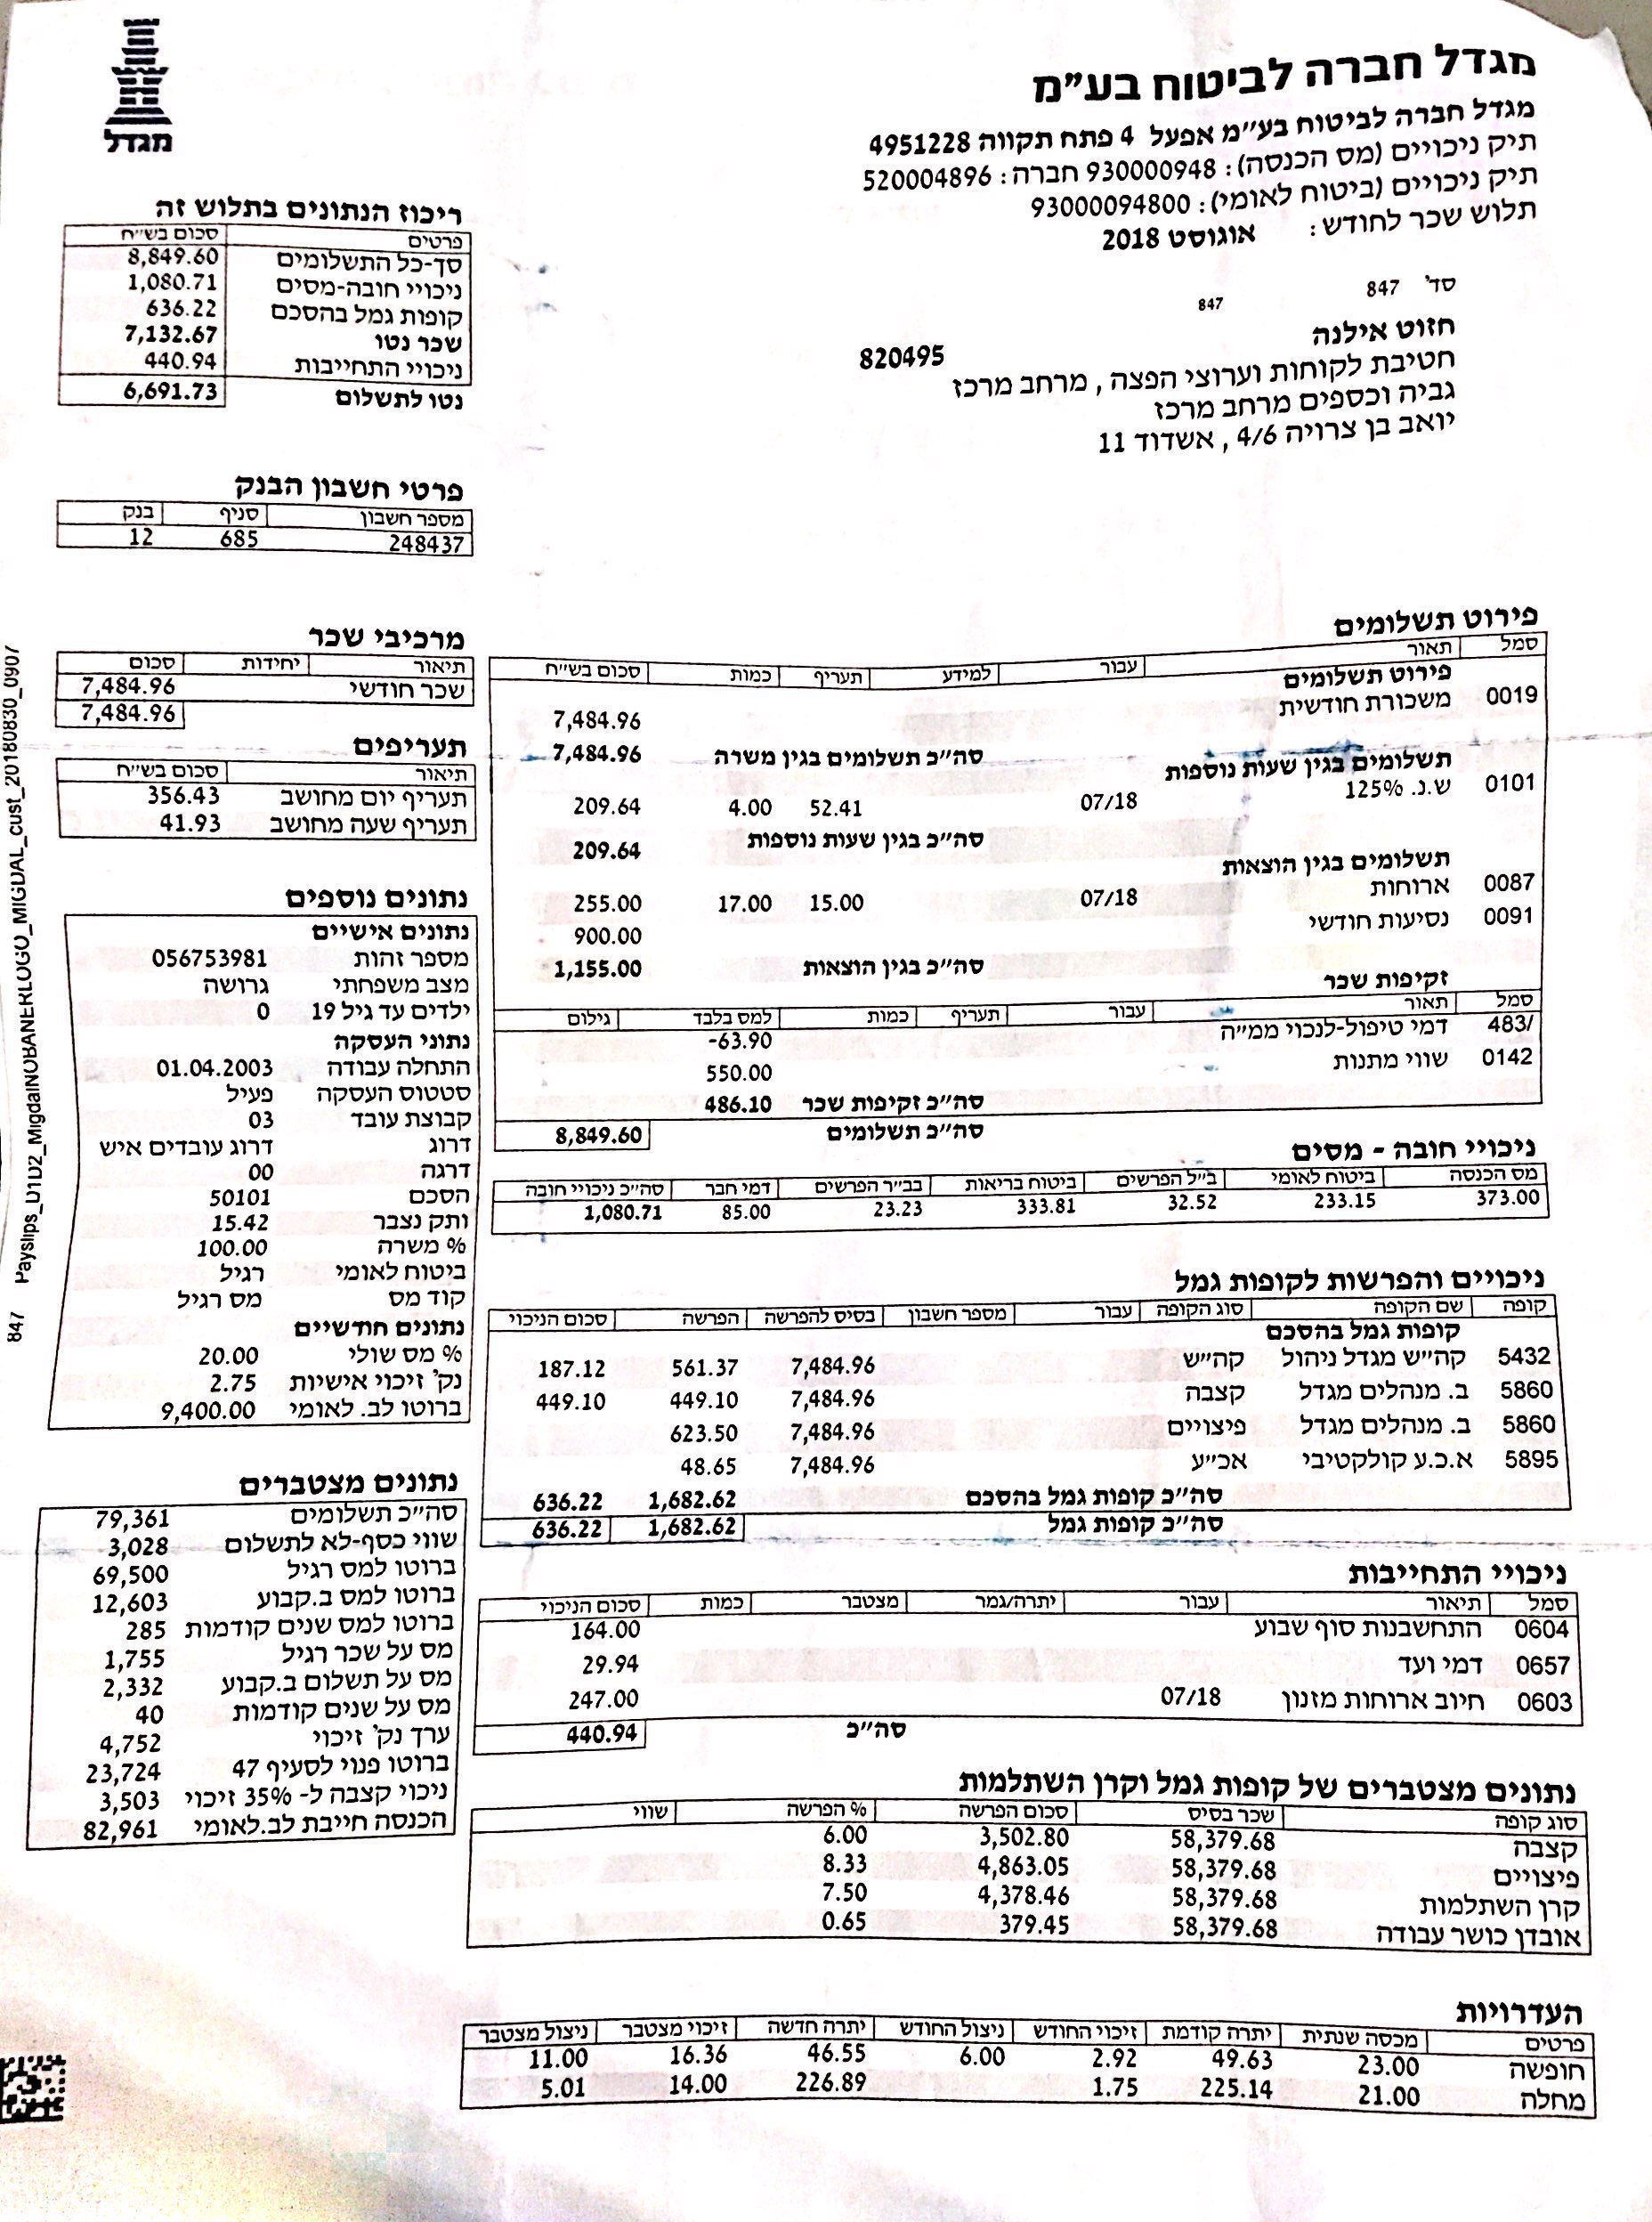 מגדל חברה לביטוח בע"מ
מגדל חברה לביטוח בע"מ אפעל 4 פתח תקווה 4951228
תיק ניכויים (מס הכנסה): 930000948 חברה: 520004896
תיק ניכויים (ביטוח לאומי): 93000094800
תלוש שכר לחודש: אוגוסט 2018
סד' 847
847
חזוט אילנה
820495
חטיבת לקוחות וערוצי הפצה, מרחב מרכז
גביה וכספים מרחב מרכז
יואב בן צרויה 4/6, אשדוד 11
מגדל
ריכוז הנתונים בתלוש זה
פרטים סכום בש"ח
סך-כל התשלומים 8,849.60
ניכויי חובה-מסים 1,080.71
קופות גמל בהסכם 636.22
שכר נטו 7,132.67
ניכויי התחייבות 440.94
נטו לתשלום 6,691.73
פרטי חשבון הבנק
מספר חשבון סניף בנק
248437 685 12
פירוט תשלומים
סמל תאור עבור למידע תעריף כמות סכום בש"ח
פירוט תשלומים
0019 משכורת חודשית 7,484.96
סה"כ תשלומים בגין משרה 7,484.96
תשלומים בגין שעות נוספות
0101 ש.נ. 125% 07/18 52.41 4.00 209.64
סה"כ בגין שעות נוספות 209.64
תשלומים בגין הוצאות
0087 ארוחות 07/18 15.00 17.00 255.00
0091 נסיעות חודשי 900.00
סה"כ בגין הוצאות 1,155.00
זקיפות שכר
סמל תאור עבור תעריף כמות למס בלבד גילום
/483 דמי טיפול-לנכוי ממ"ה 63.90-
0142 שווי מתנות 550.00
סה"כ זקיפות שכר 486.10
סה"כ תשלומים 8,849.60
ניכויי חובה - מסים
מס הכנסה ביטוח לאומי ב"ל הפרשים ביטוח בריאות בב"ר הפרשים דמי חבר סה"כ ניכויי חובה
373.00 233.15 32.52 333.81 23.23 85.00 1,080.71
ניכויים והפרשות לקופות גמל
קופה שם הקופה סוג הקופה עבור מספר חשבון בסיס להפרשה הפרשה סכום הניכוי
קופות גמל בהסכם
5432 קה"ש מגדל ניהול קה"ש 7,484.96 561.37 187.12
5860 ב. מנהלים מגדל קצבה 7,484.96 449.10 449.10
5860 ב. מנהלים מגדל פיצויים 7,484.96 623.50
5895 א.כ.ע קולקטיבי אכ"ע 7,484.96 48.65
סה"כ קופות גמל בהסכם 1,682.62 636.22
סה"כ קופות גמל 1,682.62 636.22
ניכויי התחייבות
סמל תיאור עבור יתרה/גמר מצטבר כמות סכום הניכוי
0604 התחשבנות סוף שבוע 164.00
0657 דמי ועד 29.94
0603 חיוב ארוחות מזנון 07/18 247.00
סה"כ 440.94
נתונים מצטברים של קופות גמל וקרן השתלמות
סוג קופה שכר בסיס סכום הפרשה % הפרשה שווי
קצבה 58,379.68 3,502.80 6.00
פיצויים 58,379.68 4,863.05 8.33
קרן השתלמות 58,379.68 4,378.46 7.50
אובדן כושר עבודה 58,379.68 379.45 0.65
העדרויות
פרטים מכסה שנתית יתרה קודמת זיכוי החודש ניצול החודש יתרה חדשה זיכוי מצטבר ניצול מצטבר
חופשה 23.00 49.63 2.92 6.00 46.55 16.36 11.00
מחלה 21.00 225.14 1.75 226.89 14.00 5.01
מרכיבי שכר
תיאור יחידות סכום
שכר חודשי 7,484.96
7,484.96
תעריפים
תיאור סכום בש"ח
תעריף יום מחושב 356.43
תעריף שעה מחושב 41.93
נתונים נוספים
נתונים אישיים
מספר זהות 056753981
מצב משפחתי גרושה
ילדים עד גיל 19 0
נתוני העסקה
התחלה עבודה 01.04.2003
סטטוס העסקה פעיל
קבוצת עובד 03
דרוג דרוג עובדים איש
דרגה 00
הסכם 50101
ותק נצבר 15.42
% משרה 100.00
ביטוח לאומי רגיל
קוד מס מס רגיל
נתונים חודשיים
% מס שולי 20.00
נק' זיכוי אישיות 2.75
ברוטו לב. לאומי 9,400.00
נתונים מצטברים
סה"כ תשלומים 79,361
שווי כסף-לא לתשלום 3,028
ברוטו למס רגיל 69,500
ברוטו למס ב.קבוע 12,603
ברוטו למס שנים קודמות 285
מס על שכר רגיל 1,755
מס על תשלום ב.קבוע 2,332
מס על שנים קודמות 40
ערך נק' זיכוי 4,752
ברוטו פנוי לסעיף 47 23,724
ניכוי קצבה ל- 35% זיכוי 3,503
הכנסה חייבת לב.לאומי 82,961
847 Payslips_D1D2_MigdalNOBANERLOGO_MIGDAL_cust_20180830_0907